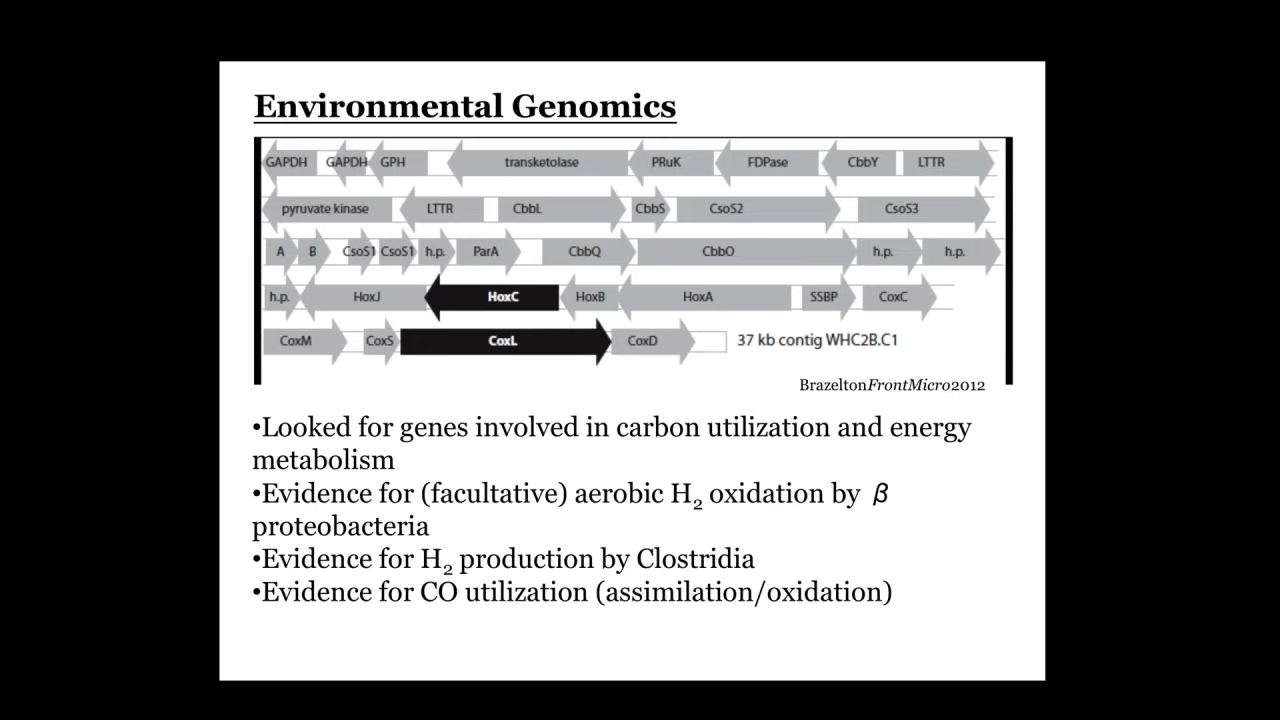 Environmental Genomics
GAPDH GAPDH GPH transketolase PRuK FDPase CbbY LTTR
pyruvate kinase LTTR CbbL CbbS CsoS2 CsoS3
A B CsoS1 CsoS1 h.p. ParA CbbQ CbbO h.p. h.p.
h.p. HoxJ HoxC HoxB HoxA SSBP CoxC
CoxM CoxS CoxL CoxD 37 kb contig WHC2B.C1
BrazeltonFrontMicro2012
•Looked for genes involved in carbon utilization and energy
metabolism
•Evidence for (facultative) aerobic H2 oxidation by β
proteobacteria
•Evidence for H2 production by Clostridia
•Evidence for CO utilization (assimilation/oxidation)